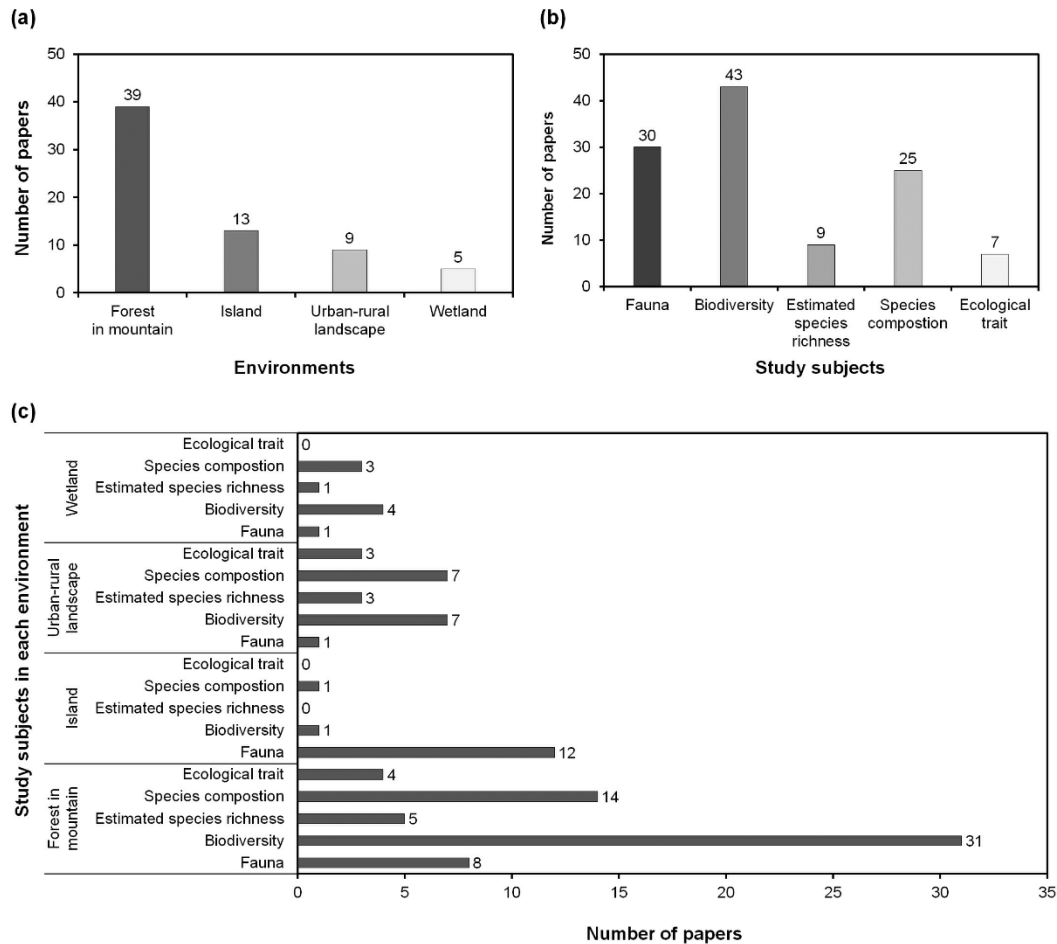 (a)
50
40
30
20
10
0
Number of papers
39
13
9
5
Forest
in mountain
Island
Urban-rural
landscape
Wetland
Environments
(b)
50
40
30
20
10
0
Number of papers
30
43
9
25
7
Fauna
Biodiversity
Estimated
species
richness
Species
compostion
Ecological
trait
Study subjects
(c)
Study subjects in each environment
Wetland
Ecological trait 0
Species compostion 3
Estimated species richness 1
Biodiversity 4
Fauna 1
Urban-rural
landscape
Ecological trait 3
Species compostion 7
Estimated species richness 3
Biodiversity 7
Fauna 1
Island
Ecological trait 0
Species compostion 1
Estimated species richness 0
Biodiversity 1
Fauna 12
Forest in
mountain
Ecological trait 4
Species compostion 14
Estimated species richness 5
Biodiversity 31
Fauna 8
0 5 10 15 20 25 30 35
Number of papers